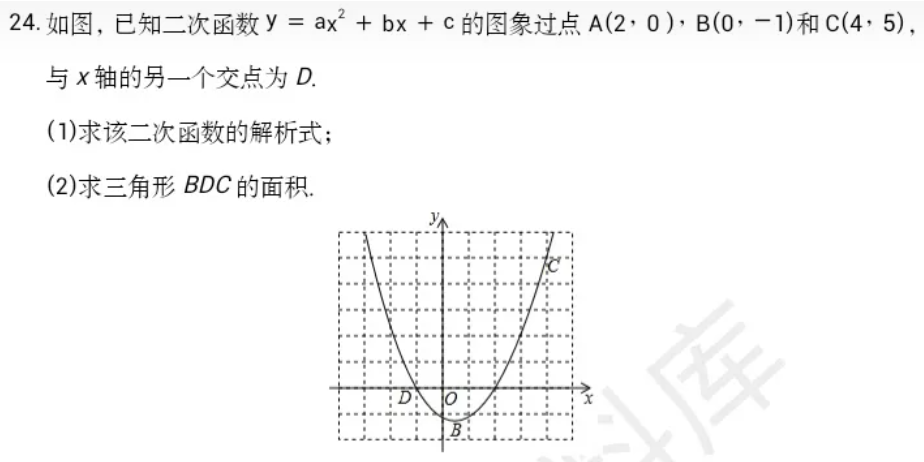 24. 如图, 已知二次函数 y = ax² + bx + c 的图象过点 A(2, 0), B(0, －1)和 C(4, 5),
与 x 轴的另一个交点为 D.
(1)求该二次函数的解析式;
(2)求三角形 BDC 的面积.
y
C
D O x
B
料库